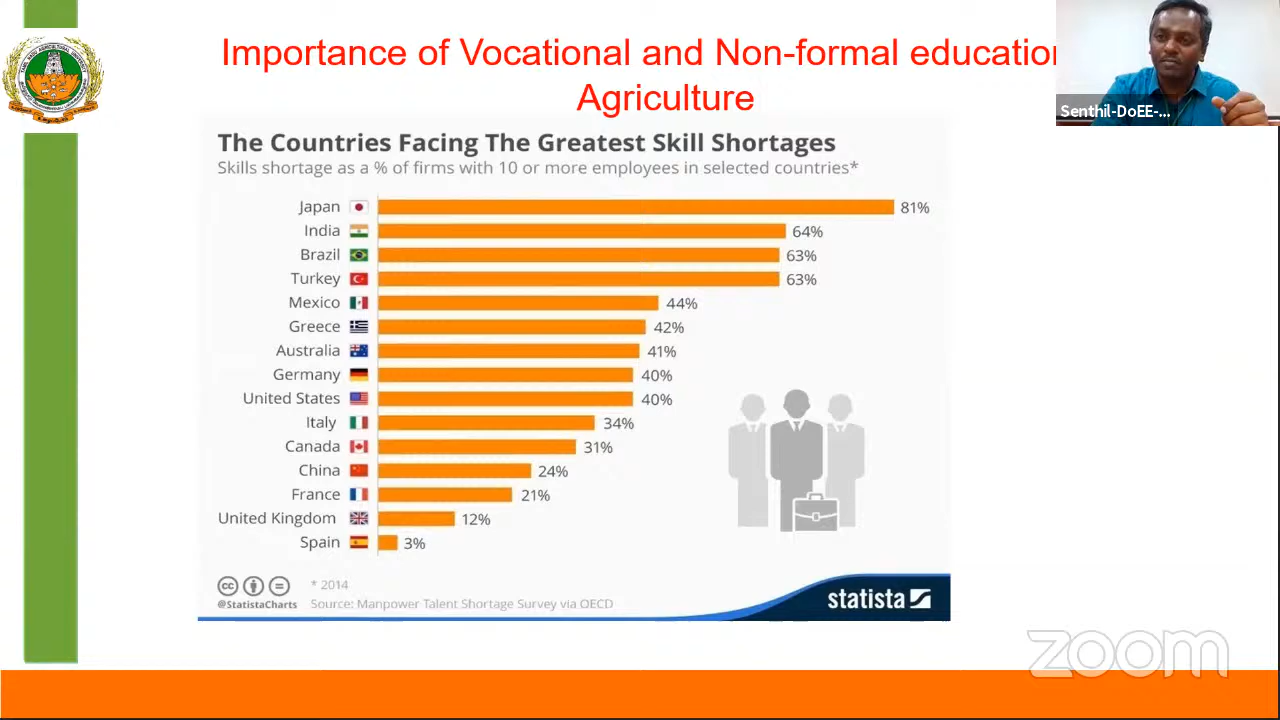 Importance of Vocational and Non-formal education
Agriculture
Senthil-DoEE-...
The Countries Facing The Greatest Skill Shortages
Skills shortage as a % of firms with 10 or more employees in selected countries*
Japan 81%
India 64%
Brazil 63%
Turkey 63%
Mexico 44%
Greece 42%
Australia 41%
Germany 40%
United States 40%
Italy 34%
Canada 31%
China 24%
France 21%
United Kingdom 12%
Spain 3%
cc
* 2014
@StatistaCharts Source: Manpower Talent Shortage Survey via OECD
statista
zoom